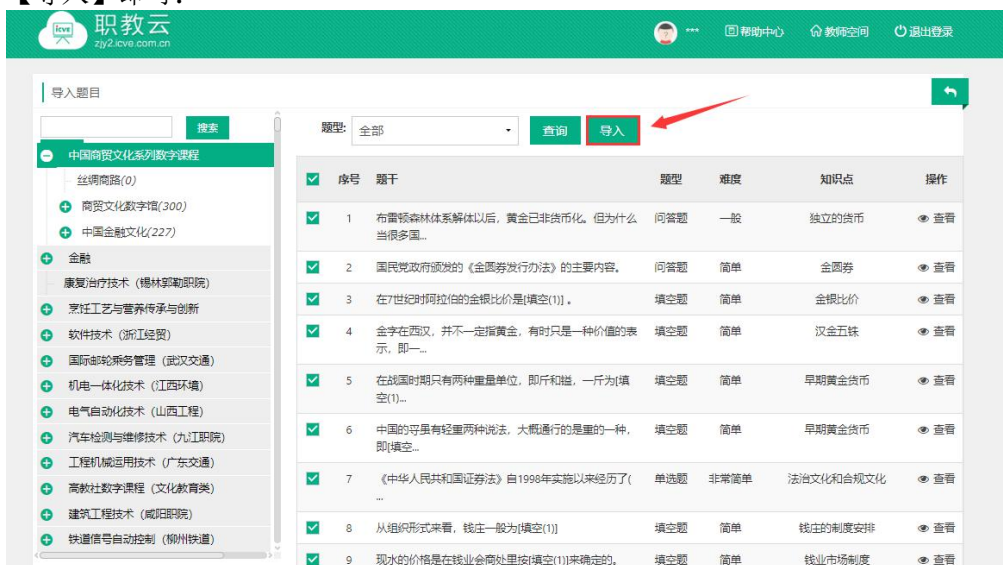 职教云
zjy2.icve.com.cn
icve
***
帮助中心
教师空间
退出登录
导入题目
搜索
题型:
全部
查询
导入
中国商贸文化系列数字课程
丝绸商路(0)
商贸文化数字馆(300)
中国金融文化(227)
金融
康复治疗技术（锡林郭勒职院）
烹饪工艺与营养传承与创新
软件技术（浙江经贸）
国际邮轮乘务管理（武汉交通）
机电一体化技术（江西环境）
电气自动化技术（山西工程）
汽车检测与维修技术（九江职院）
工程机械运用技术（广东交通）
高教社数字课程（文化教育类）
建筑工程技术（咸阳职院）
铁道信号自动控制（柳州铁道）
序号 题干 题型 难度 知识点 操作
1 布雷顿森林体系解体以后，黄金已非货币化。但为什么 问答题 一般 独立的货币 查看
当很多国...
2 国民党政府颁发的《金圆券发行办法》的主要内容。 问答题 简单 金圆券 查看
3 在7世纪时阿拉伯的金银比价是[填空(1)] 。 填空题 简单 金银比价 查看
4 金字在西汉，并不一定指黄金，有时只是一种价值的表 填空题 简单 汉金五铢 查看
示，即一...
5 在战国时期只有两种重量单位，即斤和镒，一斤为[填 填空题 简单 早期黄金货币 查看
空(1)...
6 中国的寽虽有轻重两种说法，大概通行的是重的一种， 填空题 简单 早期黄金货币 查看
即[填空...
7 《中华人民共和国证券法》自1998年实施以来经历了( 单选题 非常简单 法治文化和合规文化 查看
...
8 从组织形式来看，钱庄一般为[填空(1)] 填空题 简单 钱庄的制度安排 查看
9 现水的价格是在钱业会商处里按[填空(1)]来确定的。 填空题 简单 钱业市场制度 查看